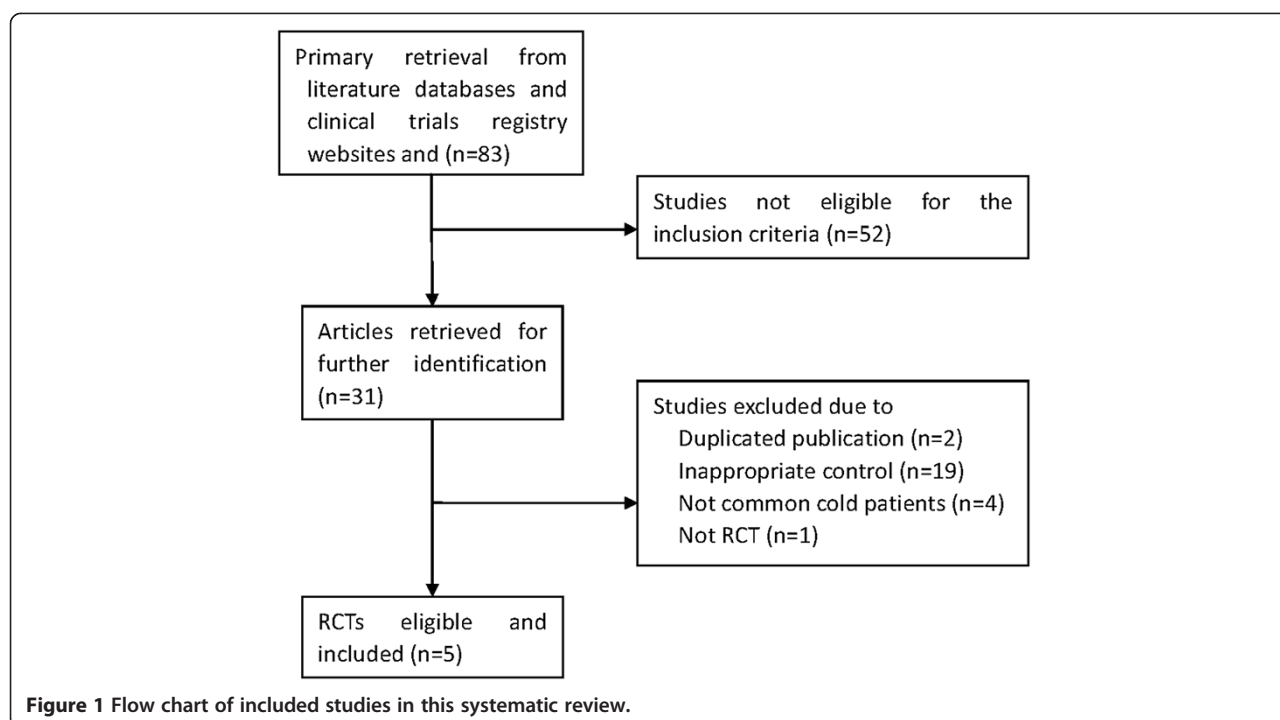 Primary retrieval from
literature databases and
clinical trials registry
websites and (n=83)
Studies not eligible for the
inclusion criteria (n=52)
Articles retrieved for
further identification
(n=31)
Studies excluded due to
Duplicated publication (n=2)
Inappropriate control (n=19)
Not common cold patients (n=4)
Not RCT (n=1)
RCTs eligible and
included (n=5)
Figure 1 Flow chart of included studies in this systematic review.